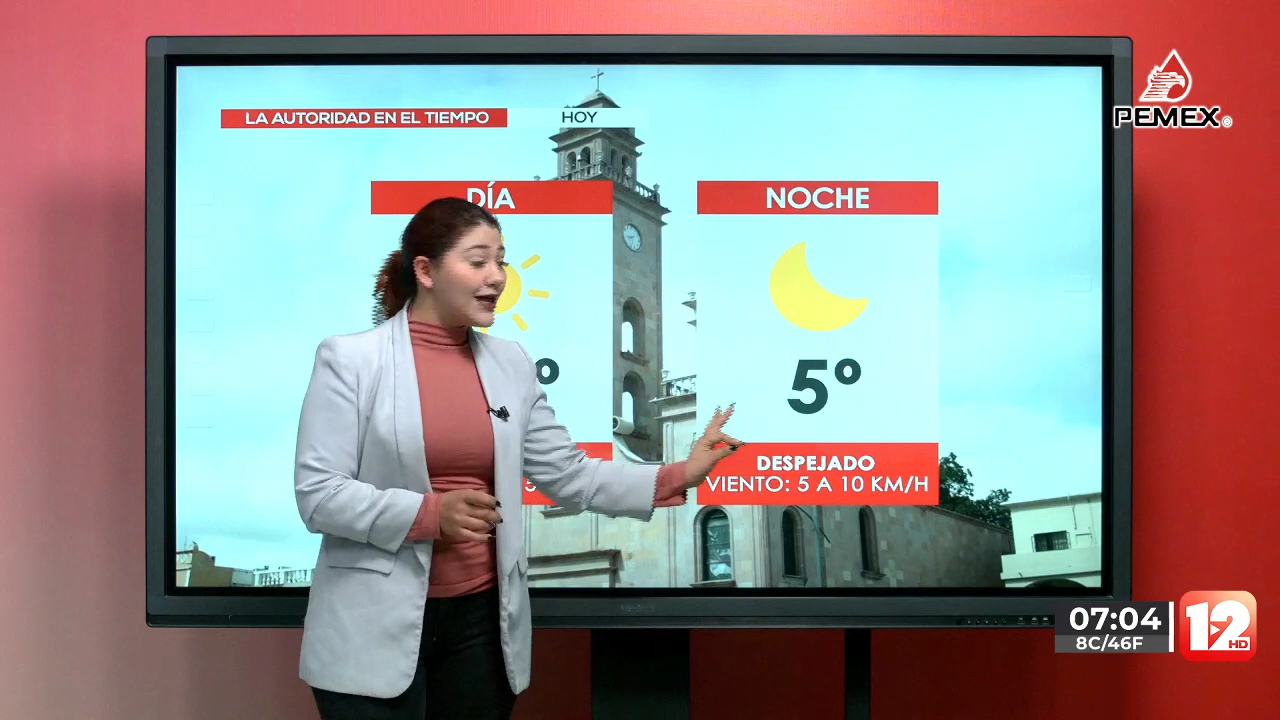 LA AUTORIDAD EN EL TIEMPO
HOY
PEMEX
DÍA
º
5
NOCHE
5º
DESPEJADO
VIENTO: 5 A 10 KM/H
07:04
8C/46F
12
HD